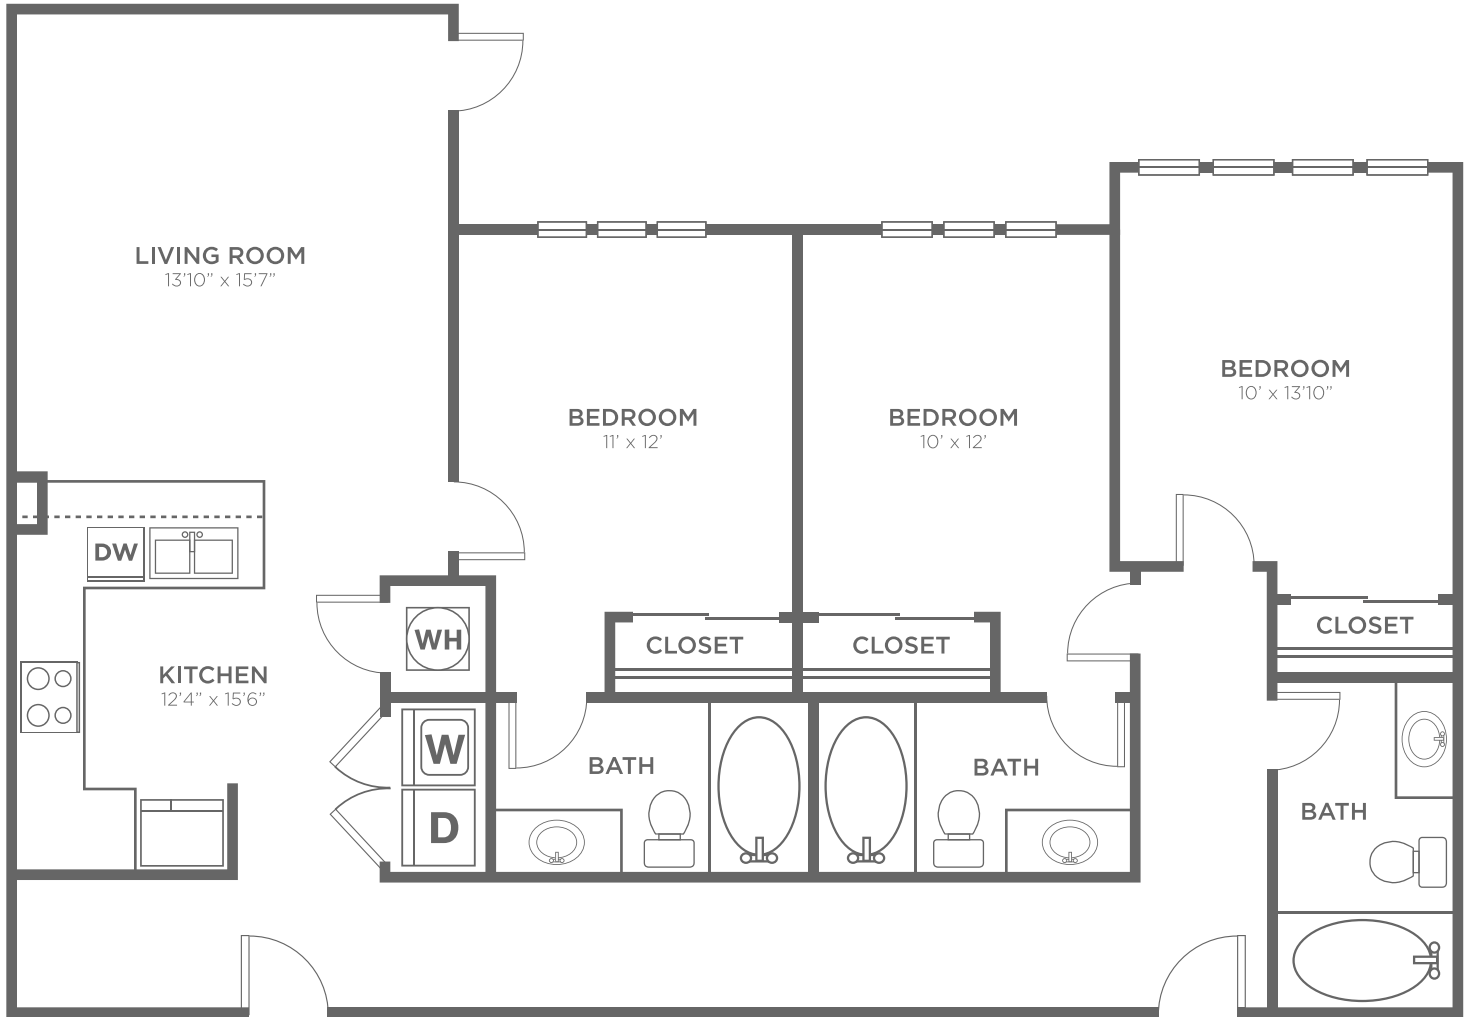 LIVING ROOM
13'10” x 15'7”
BEDROOM
10' x 13'10”
BEDROOM
11' x 12'
BEDROOM
10' x 12'
DW
WH
CLOSET
CLOSET
CLOSET
KITCHEN
12'4” x 15'6”
W
D
BATH
BATH
BATH